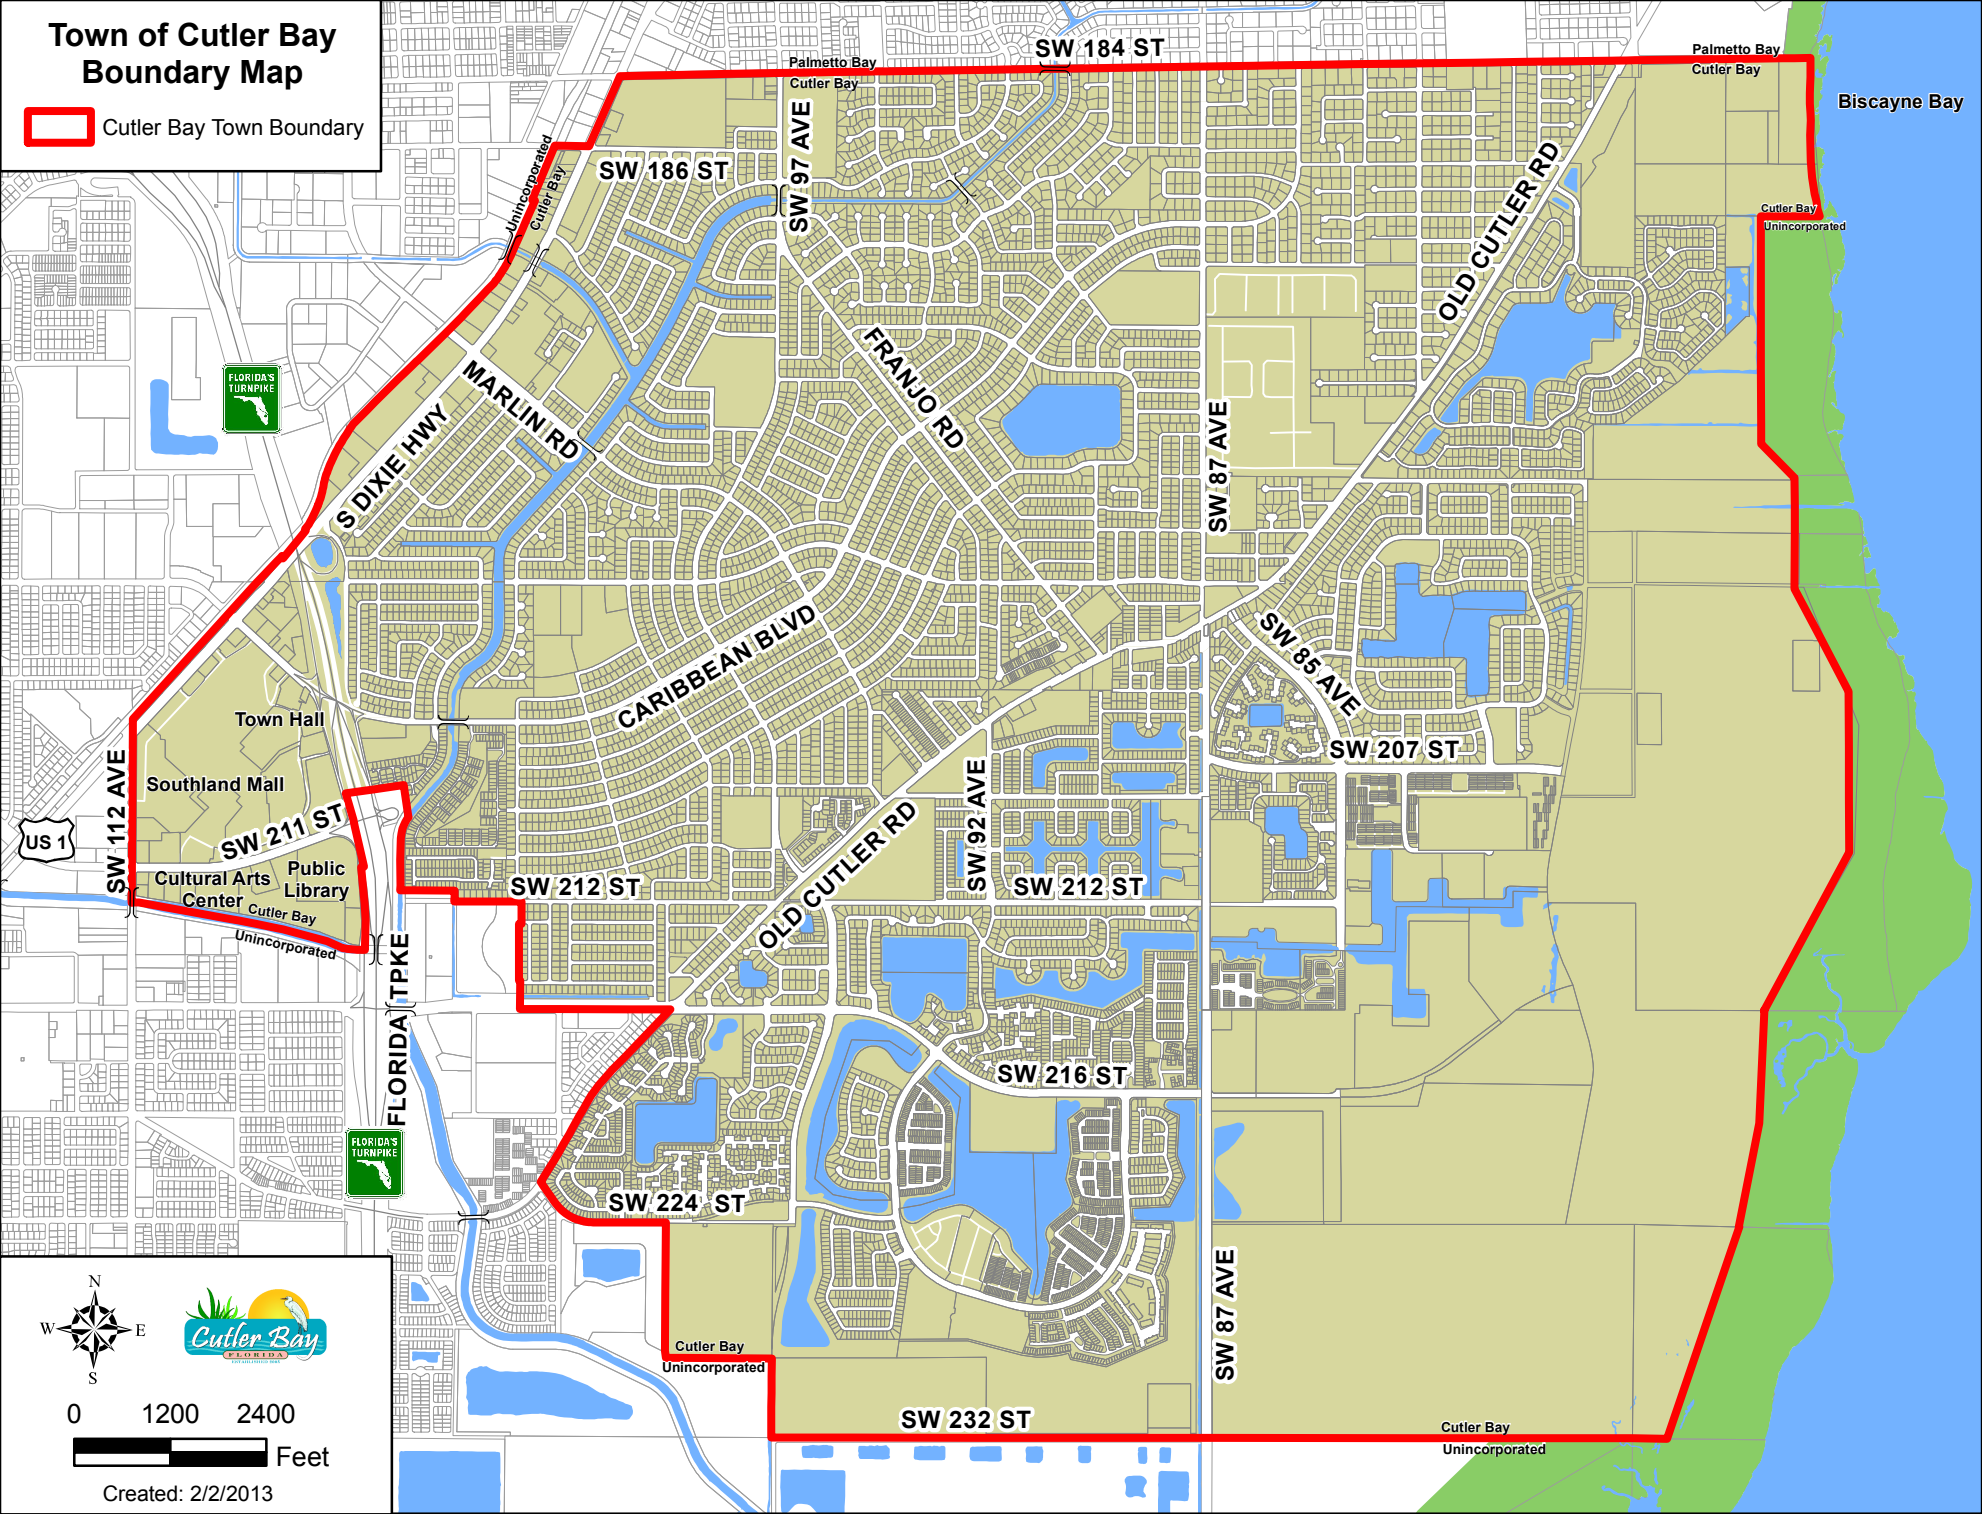 Town of Cutler Bay
Boundary Map
Cutler Bay Town Boundary
SW 184 ST
Palmetto Bay
Cutler Bay
Palmetto Bay
Cutler Bay
Biscayne Bay
SW 97 AVE
Unincorporated
Cutler Bay
SW 186 ST
OLD CUTLER RD
Cutler Bay
Unincorporated
FLORIDA'S
TURNPIKE
MARLIN RD
FRANJO RD
S DIXIE HWY
SW 87 AVE
CARIBBEAN BLVD
SW 85 AVE
Town Hall
SW 207 ST
SW 112 AVE
Southland Mall
SW 211 ST
US 1
SW 92 AVE
OLD CUTLER RD
Public
Library
Cultural Arts
Center
Cutler Bay
Unincorporated
SW 212 ST
SW 212 ST
FLORIDA TPKE
SW 216 ST
FLORIDA'S
TURNPIKE
SW 224 ST
SW 87 AVE
Cutler Bay
Unincorporated
SW 232 ST
Cutler Bay
Unincorporated
N
W
E
S
Cutler Bay
FLORIDA
ESTABLISHED 2005
0 1200 2400
Feet
Created: 2/2/2013